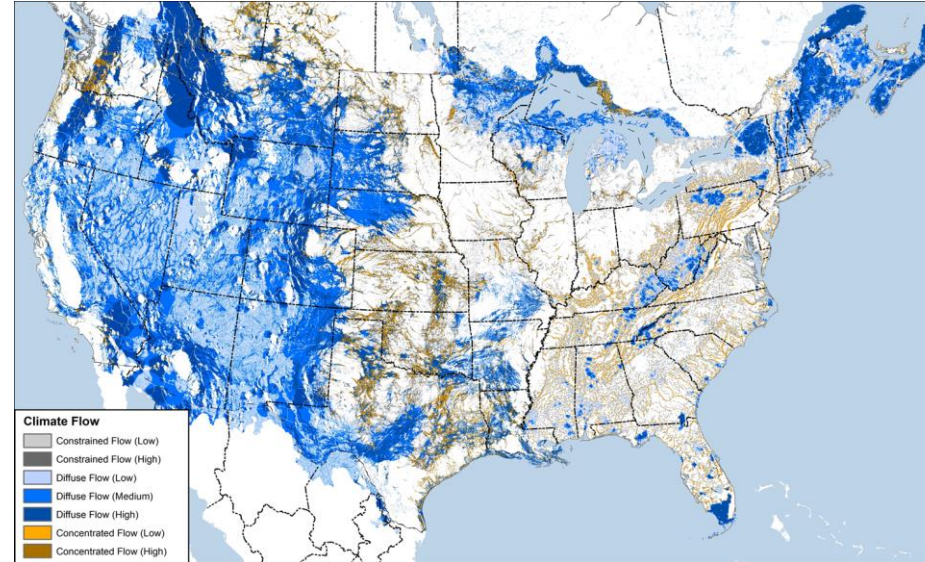 Climate Flow
Constrained Flow (Low)
Constrained Flow (High)
Diffuse Flow (Low)
Diffuse Flow (Medium)
Diffuse Flow (High)
Concentrated Flow (Low)
Concentrated Flow (High)